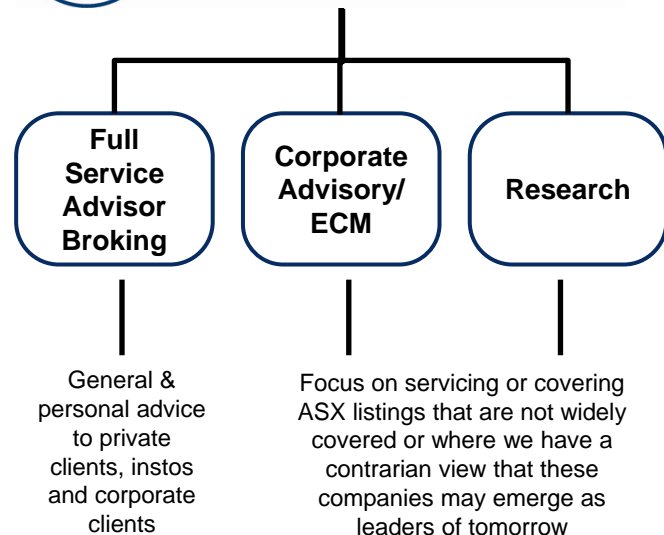 Full
Service
Advisor
Broking
Corporate
Advisory/
ECM
Research
General &
personal advice
to private
clients, instos
and corporate
clients
Focus on servicing or covering
ASX listings that are not widely
covered or where we have a
contrarian view that these
companies may emerge as
leaders of tomorrow